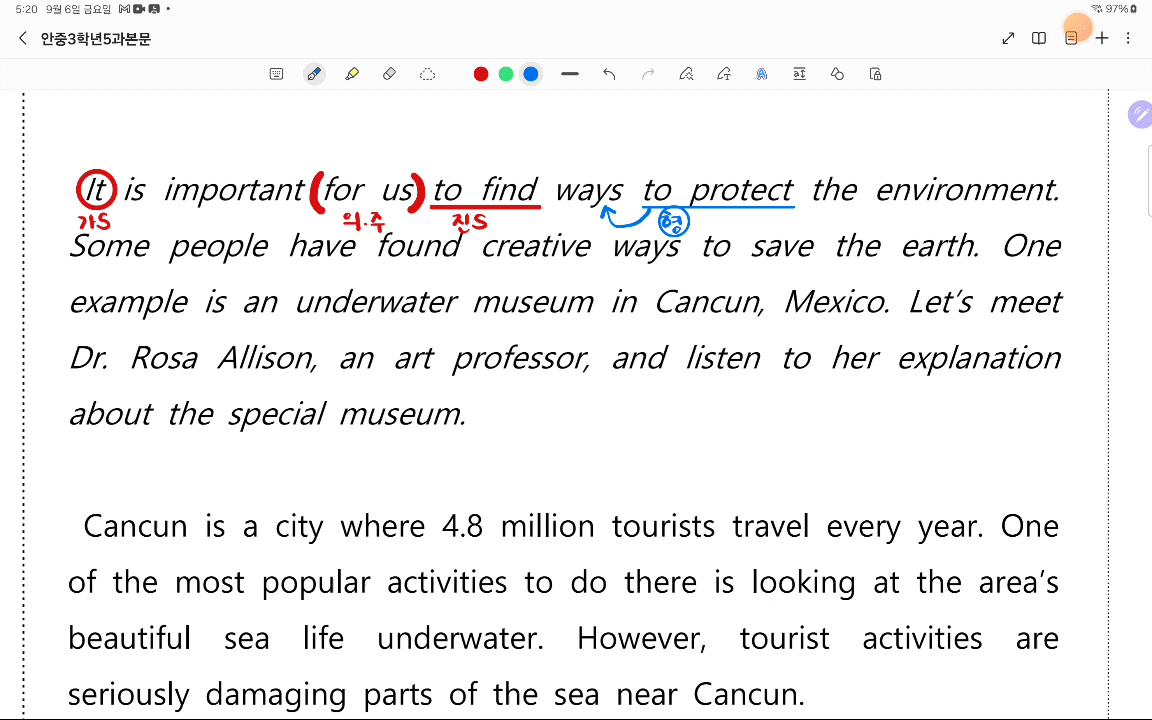 5:20 9월 6일 금요일 97%
안중3학년5과본문
It is important (for us) to find ways to protect the environment.
가S 의.주 진S 형
Some people have found creative ways to save the earth. One
example is an underwater museum in Cancun, Mexico. Let's meet
Dr. Rosa Allison, an art professor, and listen to her explanation
about the special museum.
Cancun is a city where 4.8 million tourists travel every year. One
of the most popular activities to do there is looking at the area's
beautiful sea life underwater. However, tourist activities are
seriously damaging parts of the sea near Cancun.